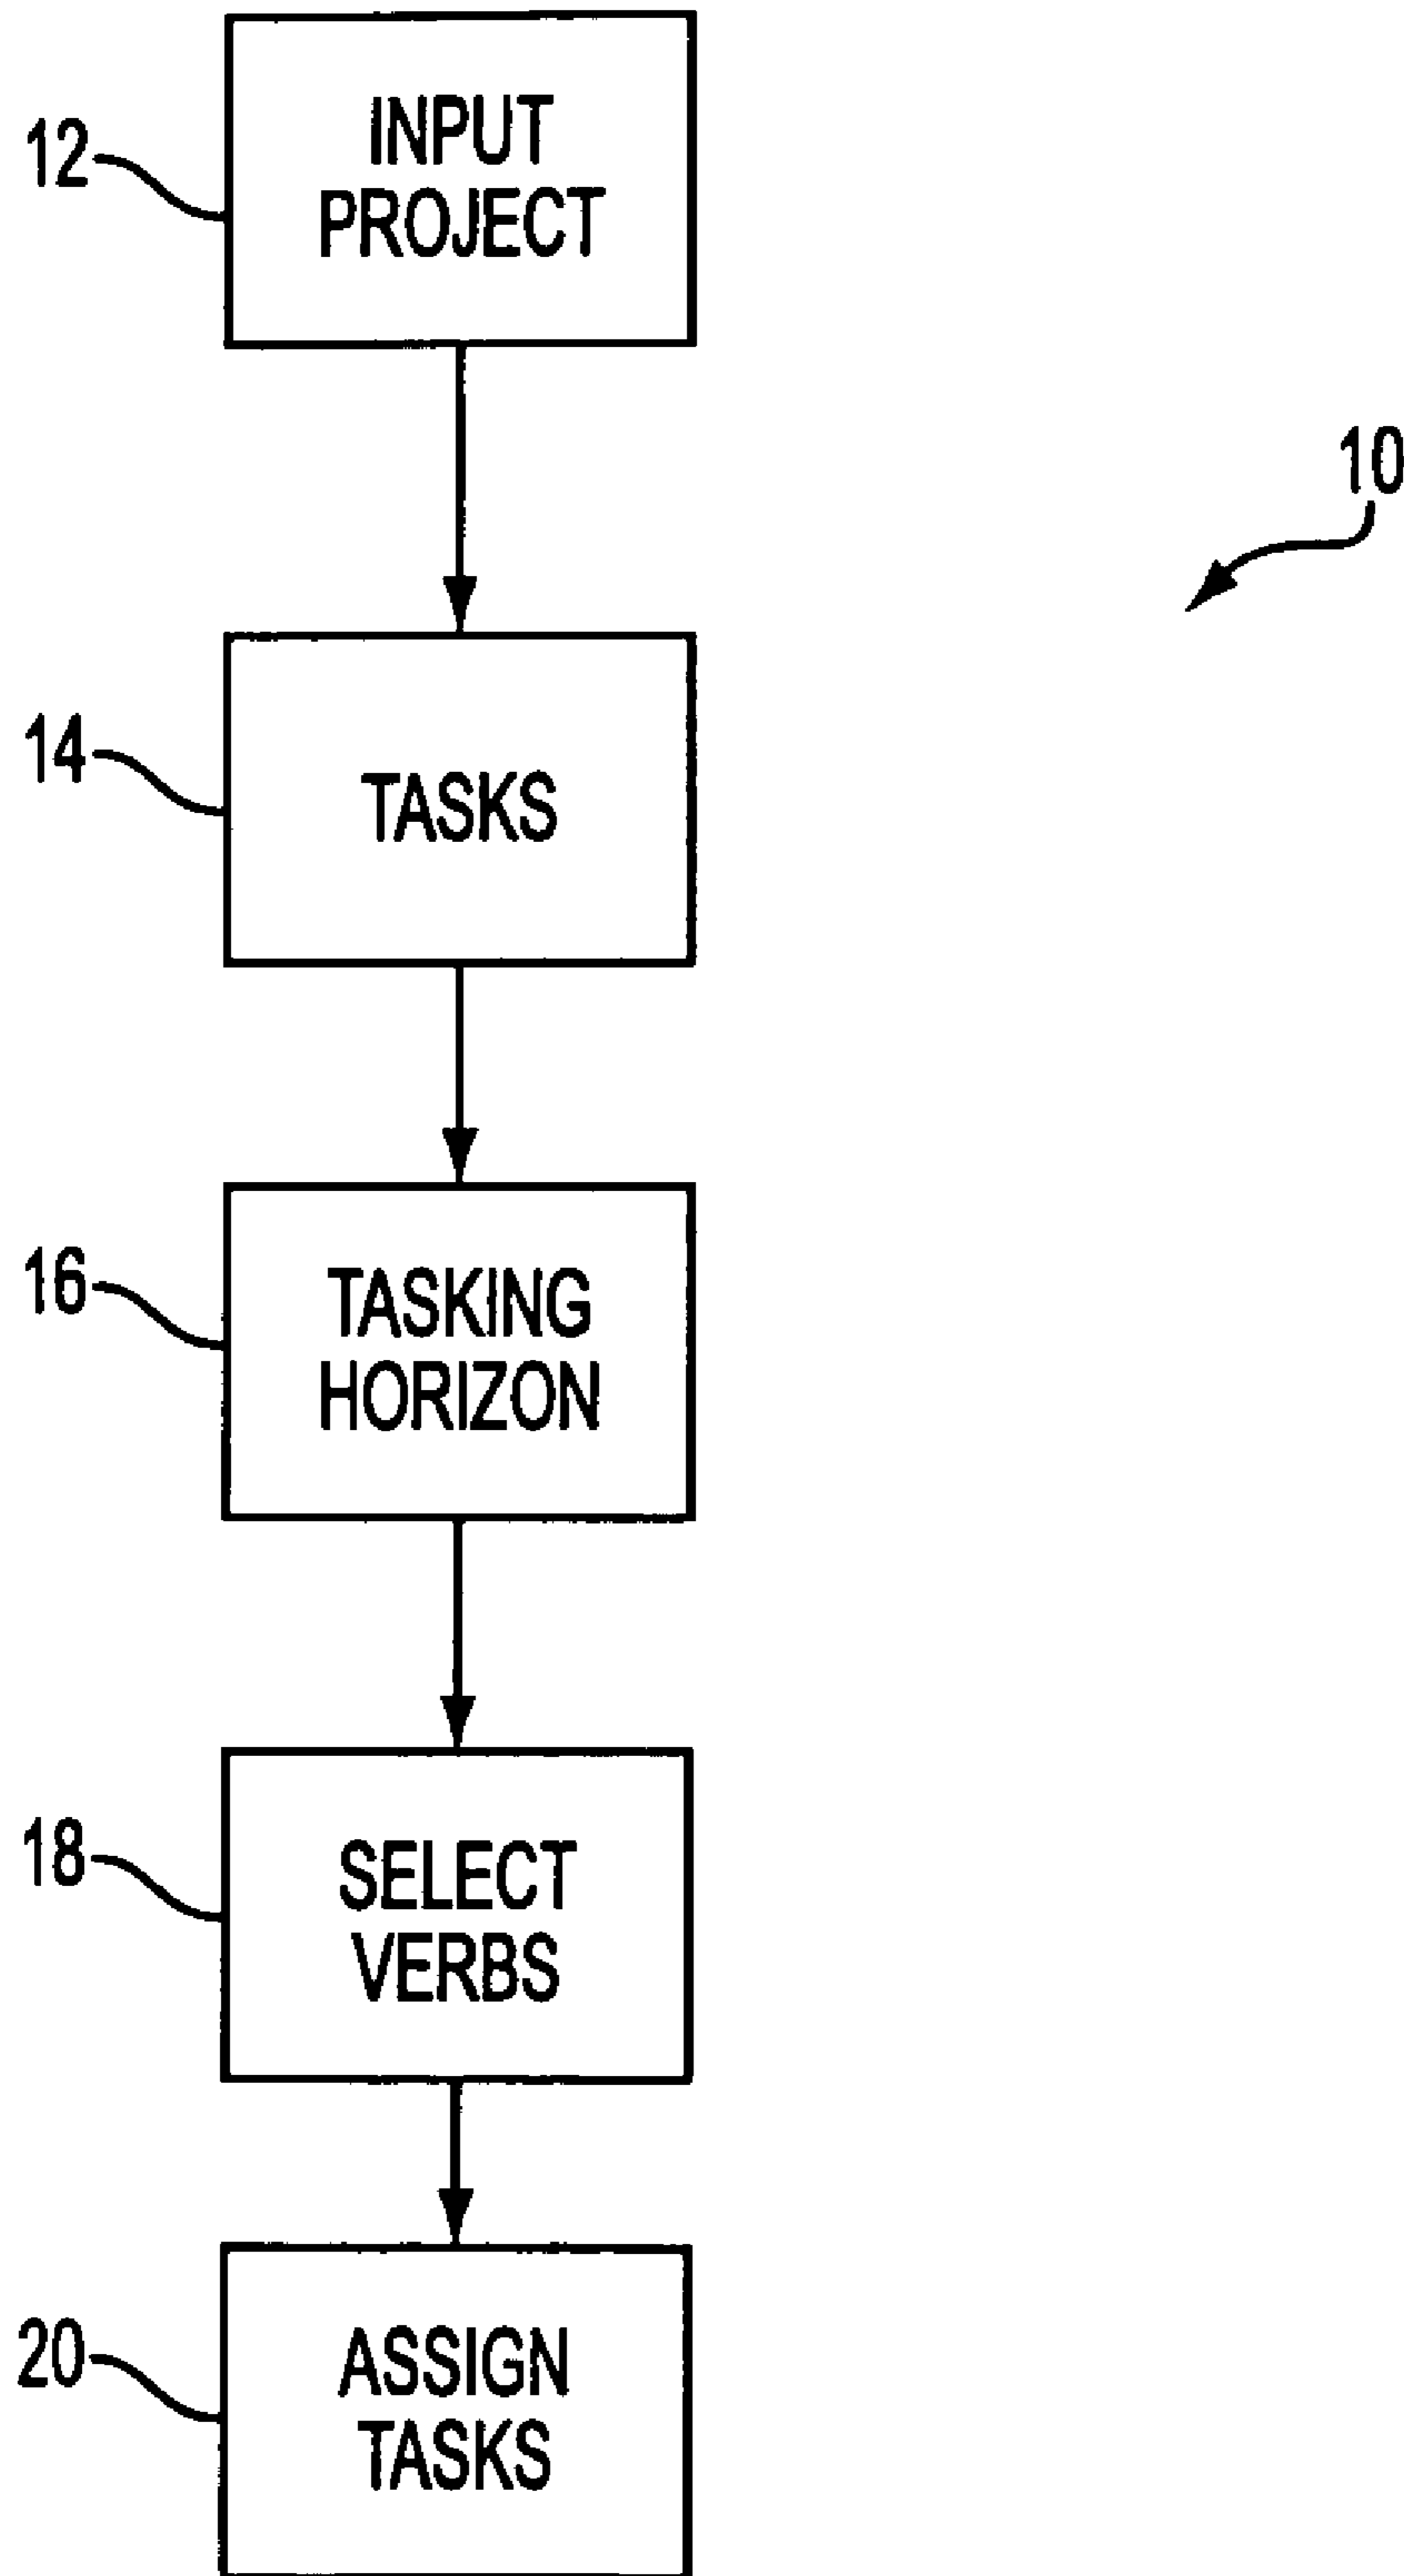 12
INPUT
PROJECT
10
14
TASKS
16
TASKING
HORIZON
18
SELECT
VERBS
20
ASSIGN
TASKS